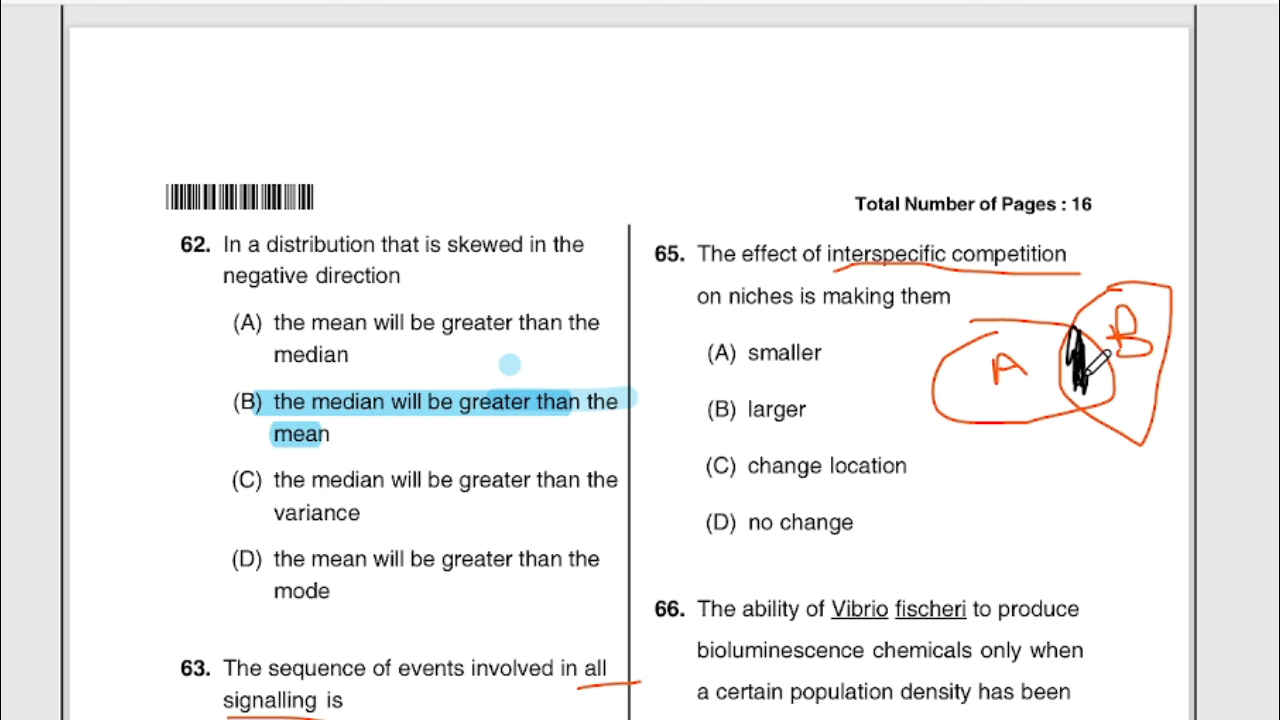 Total Number of Pages : 16
62. In a distribution that is skewed in the
negative direction
(A) the mean will be greater than the
median
(B) the median will be greater than the
mean
(C) the median will be greater than the
variance
(D) the mean will be greater than the
mode
63. The sequence of events involved in all
signalling is
65. The effect of interspecific competition
on niches is making them
(A) smaller
(B) larger
(C) change location
(D) no change
A
B
66. The ability of Vibrio fischeri to produce
bioluminescence chemicals only when
a certain population density has been